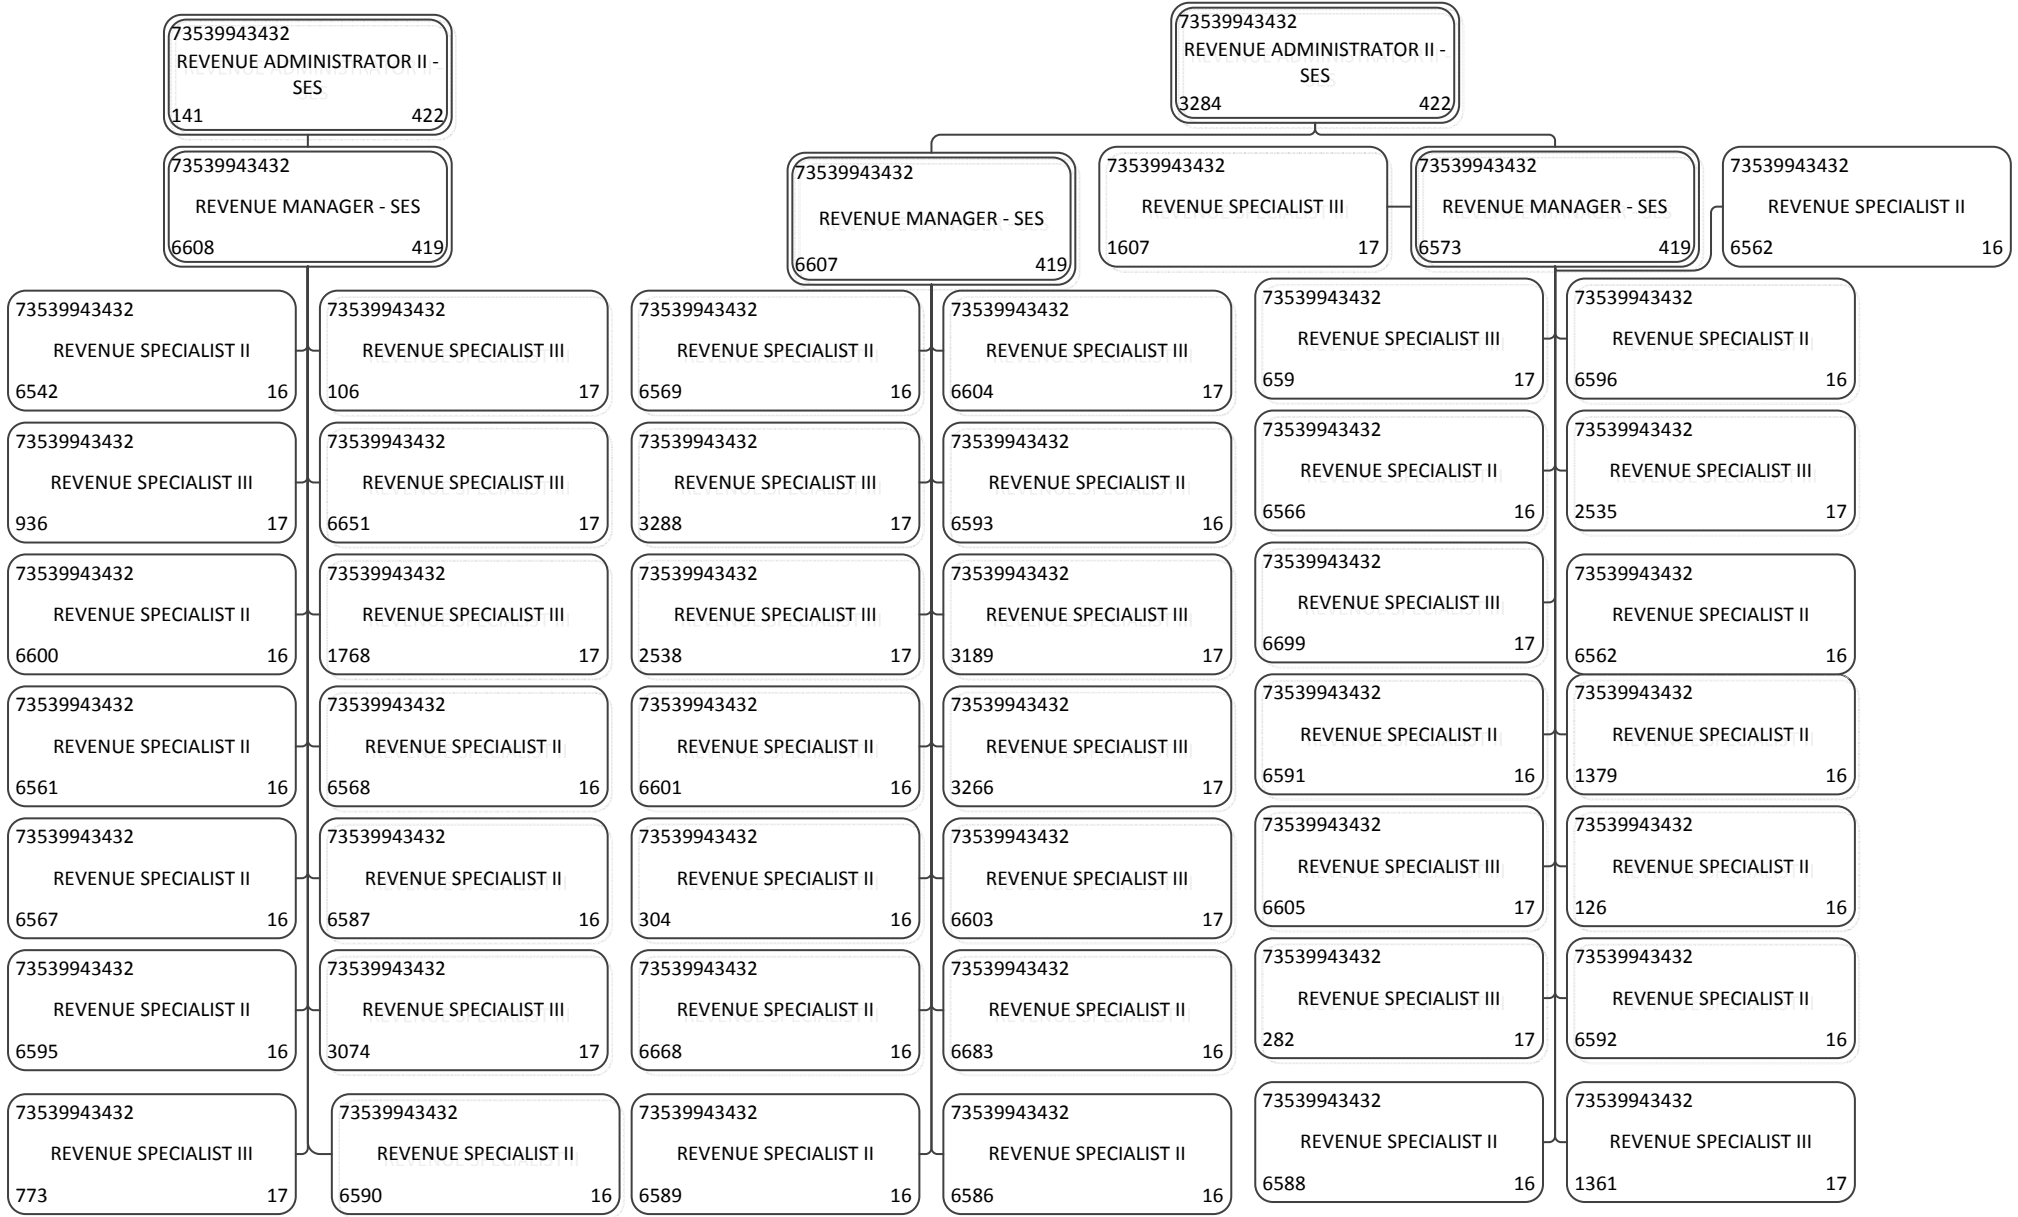 73539943432
REVENUE ADMINISTRATOR II -
SES
141 422
73539943432
REVENUE MANAGER - SES
6608 419
73539943432
REVENUE SPECIALIST II
6542 16
73539943432
REVENUE SPECIALIST III
106 17
73539943432
REVENUE SPECIALIST III
936 17
73539943432
REVENUE SPECIALIST III
6651 17
73539943432
REVENUE SPECIALIST II
6600 16
73539943432
REVENUE SPECIALIST III
1768 17
73539943432
REVENUE SPECIALIST II
6561 16
73539943432
REVENUE SPECIALIST II
6568 16
73539943432
REVENUE SPECIALIST II
6567 16
73539943432
REVENUE SPECIALIST II
6587 16
73539943432
REVENUE SPECIALIST II
6595 16
73539943432
REVENUE SPECIALIST III
3074 17
73539943432
REVENUE SPECIALIST III
773 17
73539943432
REVENUE SPECIALIST II
6590 16
73539943432
REVENUE ADMINISTRATOR II -
SES
3284 422
73539943432
REVENUE MANAGER - SES
6607 419
73539943432
REVENUE SPECIALIST III
1607 17
73539943432
REVENUE MANAGER - SES
6573 419
73539943432
REVENUE SPECIALIST II
6562 16
73539943432
REVENUE SPECIALIST II
6569 16
73539943432
REVENUE SPECIALIST III
6604 17
73539943432
REVENUE SPECIALIST III
3288 17
73539943432
REVENUE SPECIALIST II
6593 16
73539943432
REVENUE SPECIALIST III
2538 17
73539943432
REVENUE SPECIALIST III
3189 17
73539943432
REVENUE SPECIALIST II
6601 16
73539943432
REVENUE SPECIALIST III
3266 17
73539943432
REVENUE SPECIALIST II
304 16
73539943432
REVENUE SPECIALIST III
6603 17
73539943432
REVENUE SPECIALIST II
6668 16
73539943432
REVENUE SPECIALIST II
6683 16
73539943432
REVENUE SPECIALIST II
6589 16
73539943432
REVENUE SPECIALIST II
6586 16
73539943432
REVENUE SPECIALIST III
659 17
73539943432
REVENUE SPECIALIST II
6596 16
73539943432
REVENUE SPECIALIST II
6566 16
73539943432
REVENUE SPECIALIST III
2535 17
73539943432
REVENUE SPECIALIST III
6699 17
73539943432
REVENUE SPECIALIST II
6562 16
73539943432
REVENUE SPECIALIST II
6591 16
73539943432
REVENUE SPECIALIST II
1379 16
73539943432
REVENUE SPECIALIST III
6605 17
73539943432
REVENUE SPECIALIST II
126 16
73539943432
REVENUE SPECIALIST III
282 17
73539943432
REVENUE SPECIALIST II
6592 16
73539943432
REVENUE SPECIALIST II
6588 16
73539943432
REVENUE SPECIALIST III
1361 17